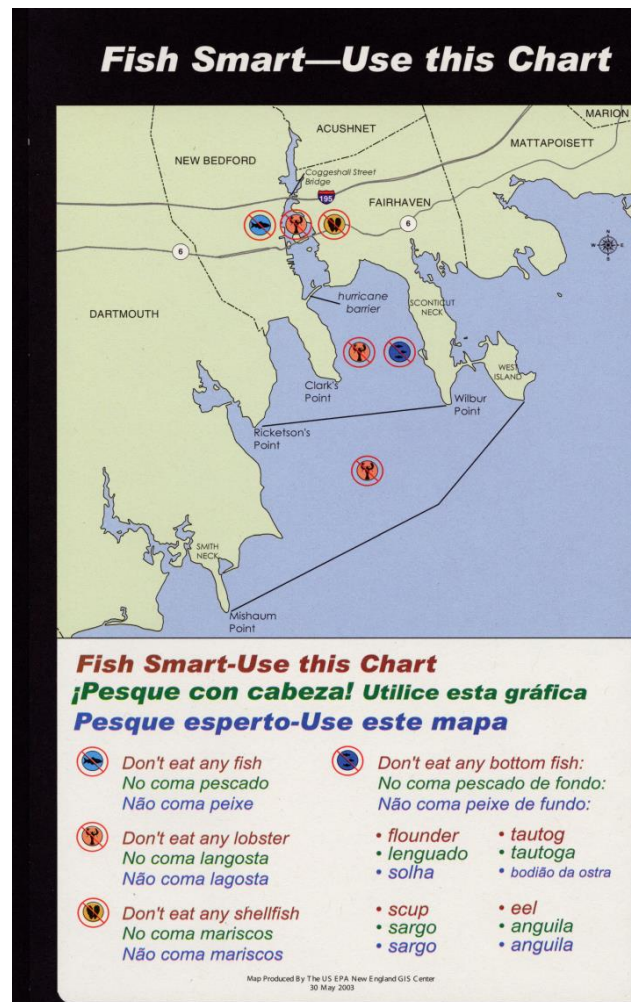 Fish Smart—Use this Chart
MARION
ACUSHNET
MATTAPOISETT
NEW BEDFORD
Coggeshall Street
Bridge
195
FAIRHAVEN
6
6
N
W
E
S
hurricane
barrier
SCONTICUT
NECK
DARTMOUTH
WEST
ISLAND
Clark's
Point
Wilbur
Point
Ricketson's
Point
SMITH
NECK
Mishaum
Point
Fish Smart-Use this Chart
¡Pesque con cabeza! Utilice esta gráfica
Pesque esperto-Use este mapa
Don't eat any fish
No coma pescado
Não coma peixe
Don't eat any lobster
No coma langosta
Não coma lagosta
Don't eat any shellfish
No coma mariscos
Não coma mariscos
Don't eat any bottom fish:
No coma pescado de fondo:
Não coma peixe de fundo:
• flounder
• lenguado
• solha
• tautog
• tautoga
• bodião da ostra
• scup
• sargo
• sargo
• eel
• anguila
• anguila
Map Produced By The US EPA New England GIS Center
30 May 2003